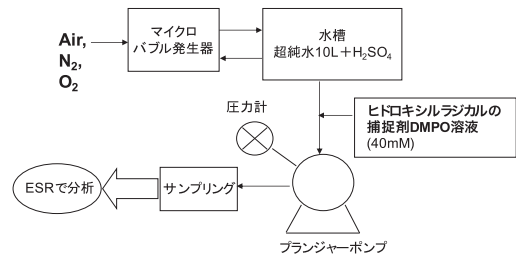 Air,
N₂,
O₂
マイクロ
バブル発生器
水槽
超純水10L＋H₂SO₄
ヒドロキシルラジカルの
捕捉剤DMPO溶液
(40mM)
圧力計
ESRで分析
サンプリング
プランジャーポンプ